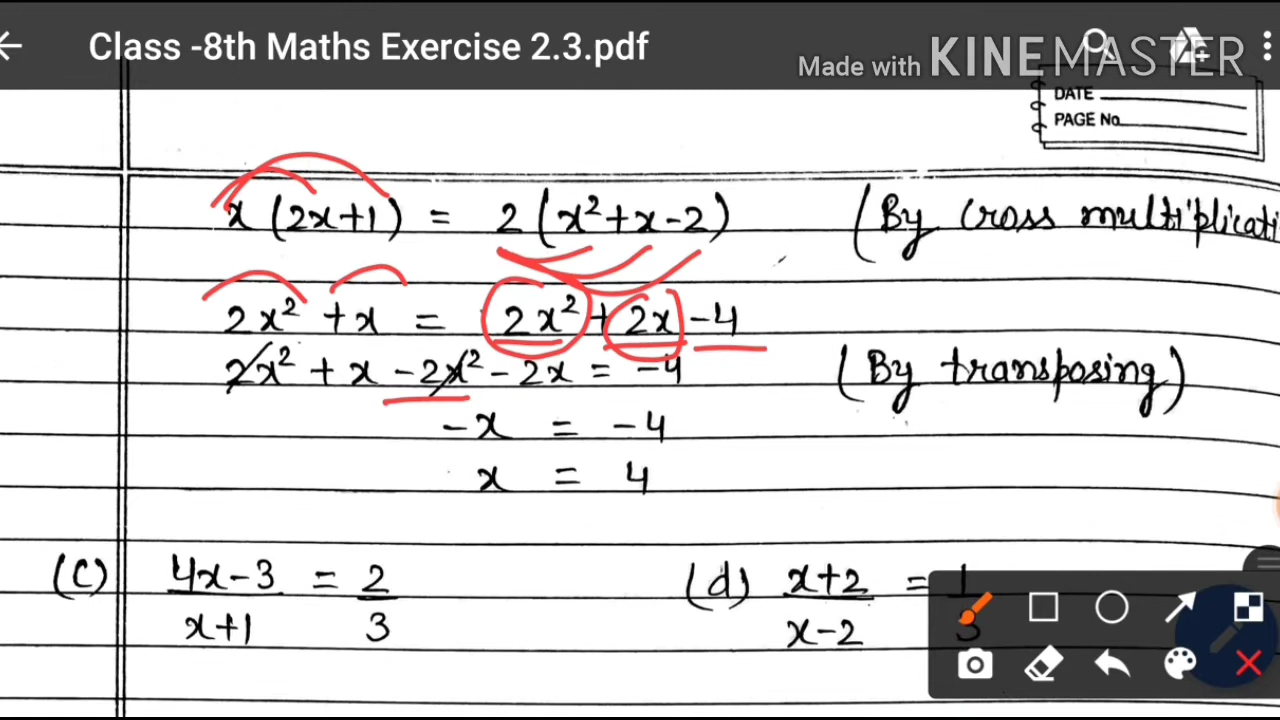 Class -8th Maths Exercise 2.3.pdf
Made with KINEMASTER
DATE
PAGE No.
x (2x+1) = 2 (x²+x-2) (By Cross multiplicati
2x² + x = 2x² + 2x - 4
2x² + x - 2x² - 2x = -4 (By transposing)
-x = -4
x = 4
(C) 4x-3 / x+1 = 2 / 3 (d) x+2 / x-2 = 1 / 3